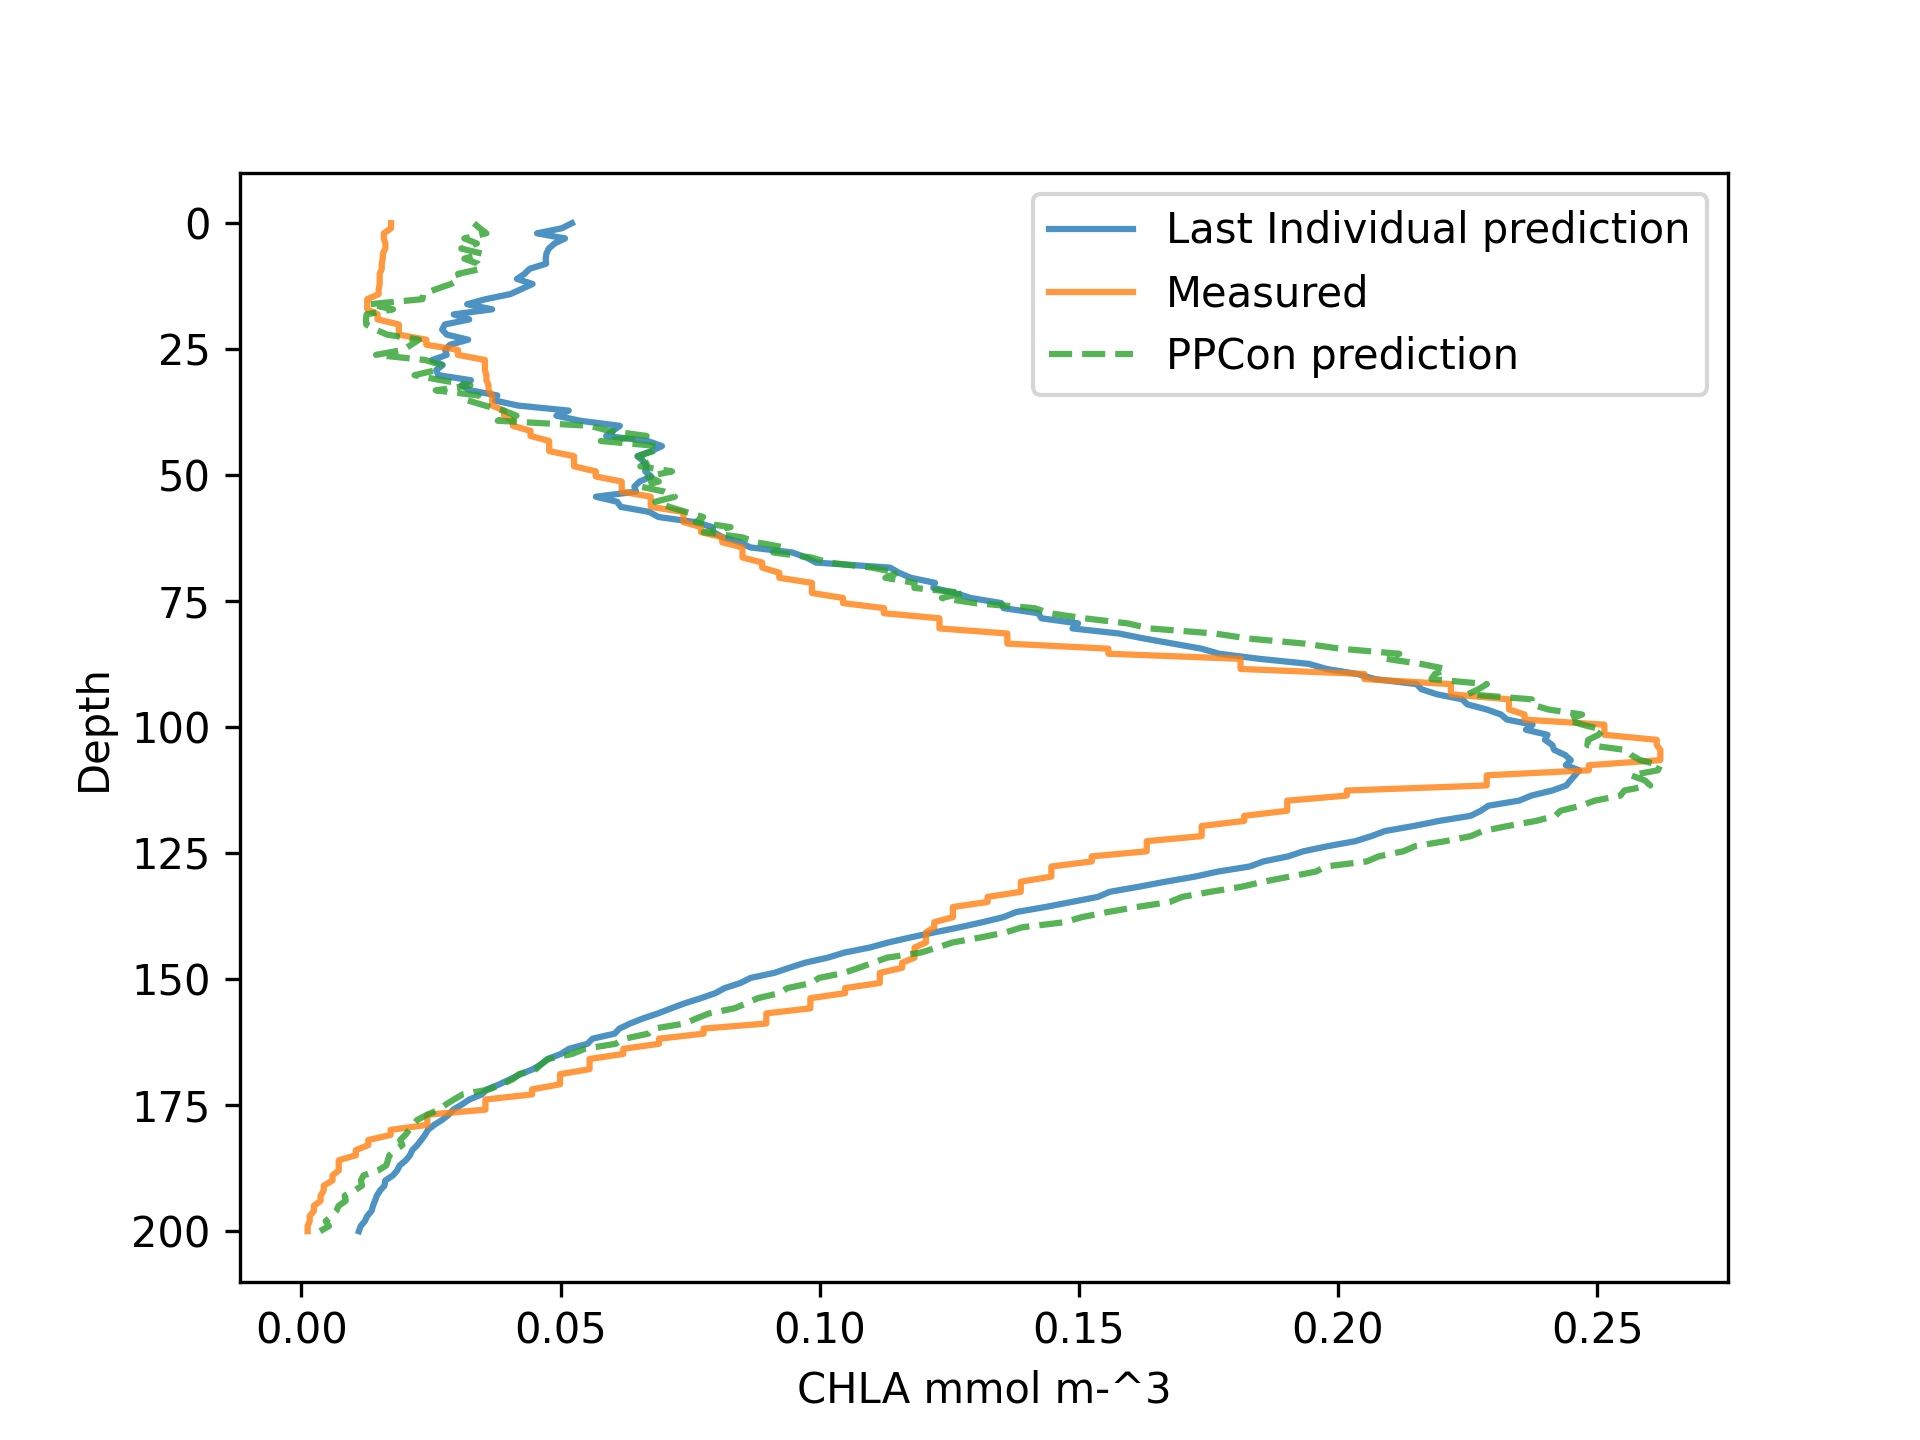 Last Individual prediction
Measured
PPCon prediction
0
25
50
75
100
125
150
175
200
Depth
0.00 0.05 0.10 0.15 0.20 0.25
CHLA mmol m-^3